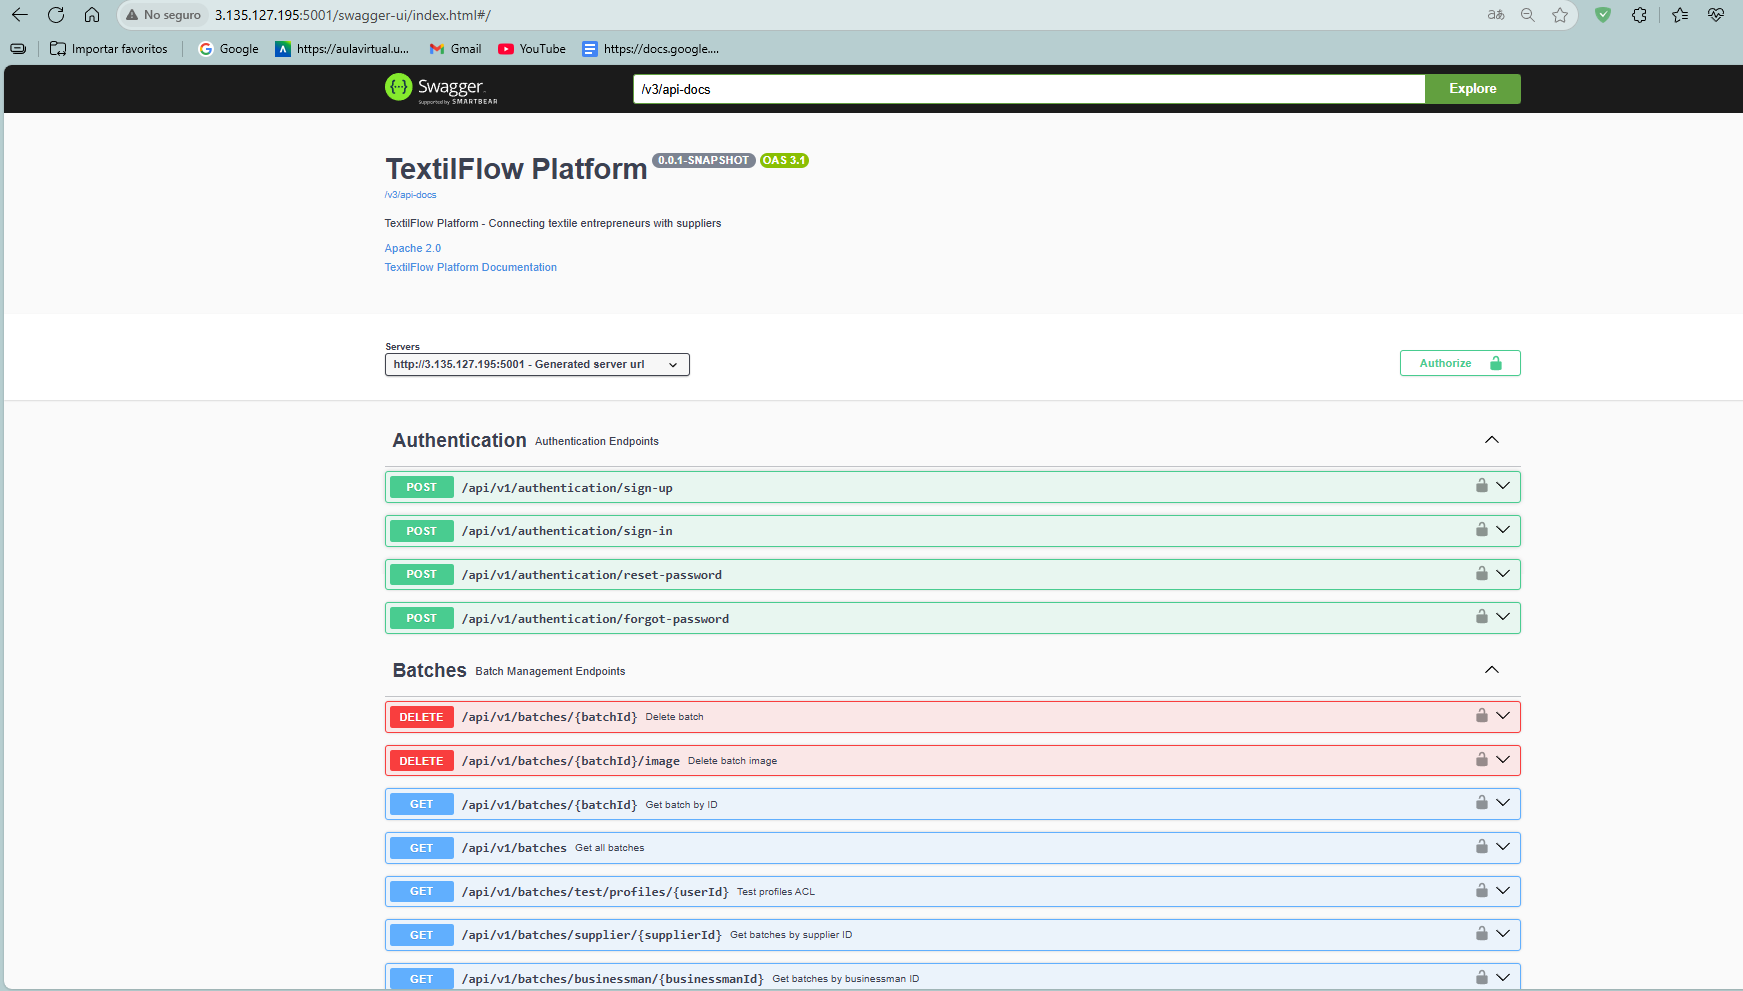 No seguro 3.135.127.195:5001/swagger-ui/index.html#/
Importar favoritos Google https://aulavirtual.u... Gmail YouTube https://docs.google....
Swagger. /v3/api-docs Explore
Supported by SMARTBEAR
TextilFlow Platform 0.0.1-SNAPSHOT OAS 3.1
/v3/api-docs
TextilFlow Platform - Connecting textile entrepreneurs with suppliers
Apache 2.0
TextilFlow Platform Documentation
Servers
http://3.135.127.195:5001 - Generated server url
Authorize
Authentication Authentication Endpoints
POST /api/v1/authentication/sign-up
POST /api/v1/authentication/sign-in
POST /api/v1/authentication/reset-password
POST /api/v1/authentication/forgot-password
Batches Batch Management Endpoints
DELETE /api/v1/batches/{batchId} Delete batch
DELETE /api/v1/batches/{batchId}/image Delete batch image
GET /api/v1/batches/{batchId} Get batch by ID
GET /api/v1/batches Get all batches
GET /api/v1/batches/test/profiles/{userId} Test profiles ACL
GET /api/v1/batches/supplier/{supplierId} Get batches by supplier ID
GET /api/v1/batches/businessman/{businessmanId} Get batches by businessman ID